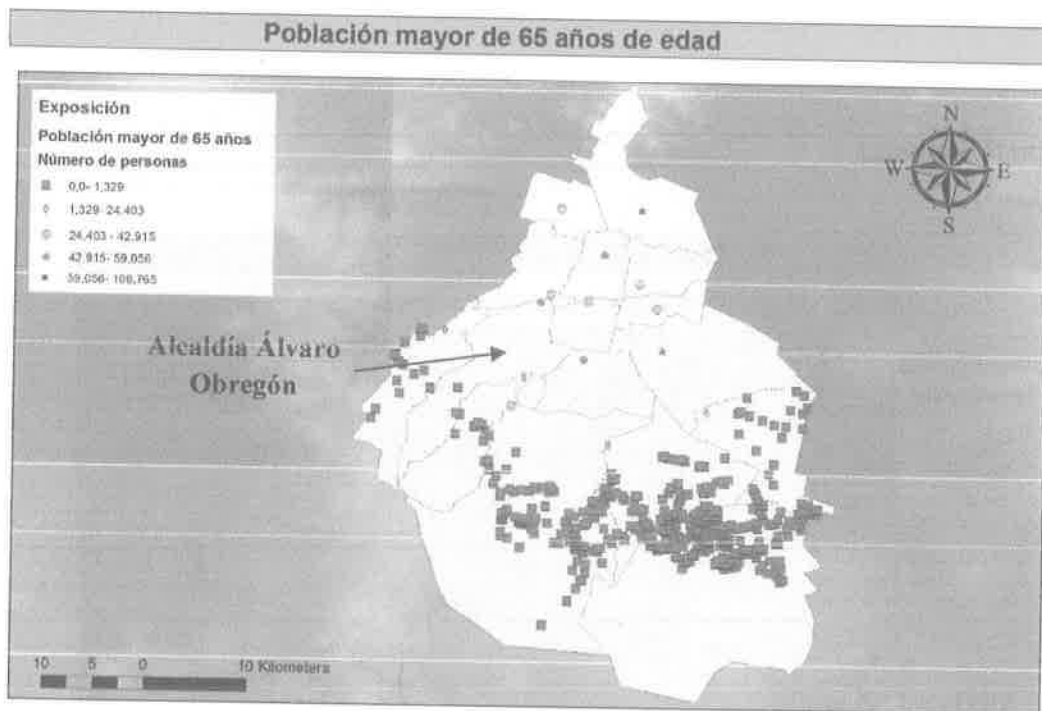 Población mayor de 65 años de edad
Exposición
Población mayor de 65 años
Número de personas
0,0- 1,329
1,329- 24.403
24.403 - 42.915
42.915- 59,056
59,056- 108,765
N
W E
S
Alcaldía Álvaro
Obregón
10 5 0 10 Kilometers